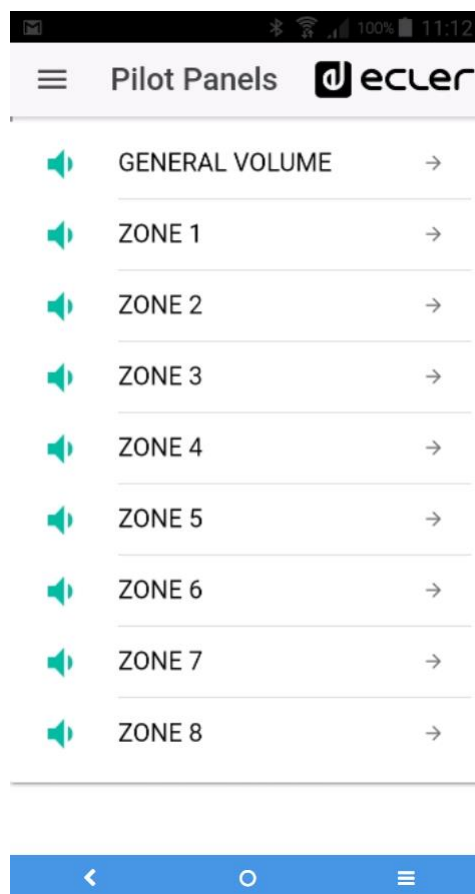 100% 11:12
Pilot Panels ecler
GENERAL VOLUME
ZONE 1
ZONE 2
ZONE 3
ZONE 4
ZONE 5
ZONE 6
ZONE 7
ZONE 8